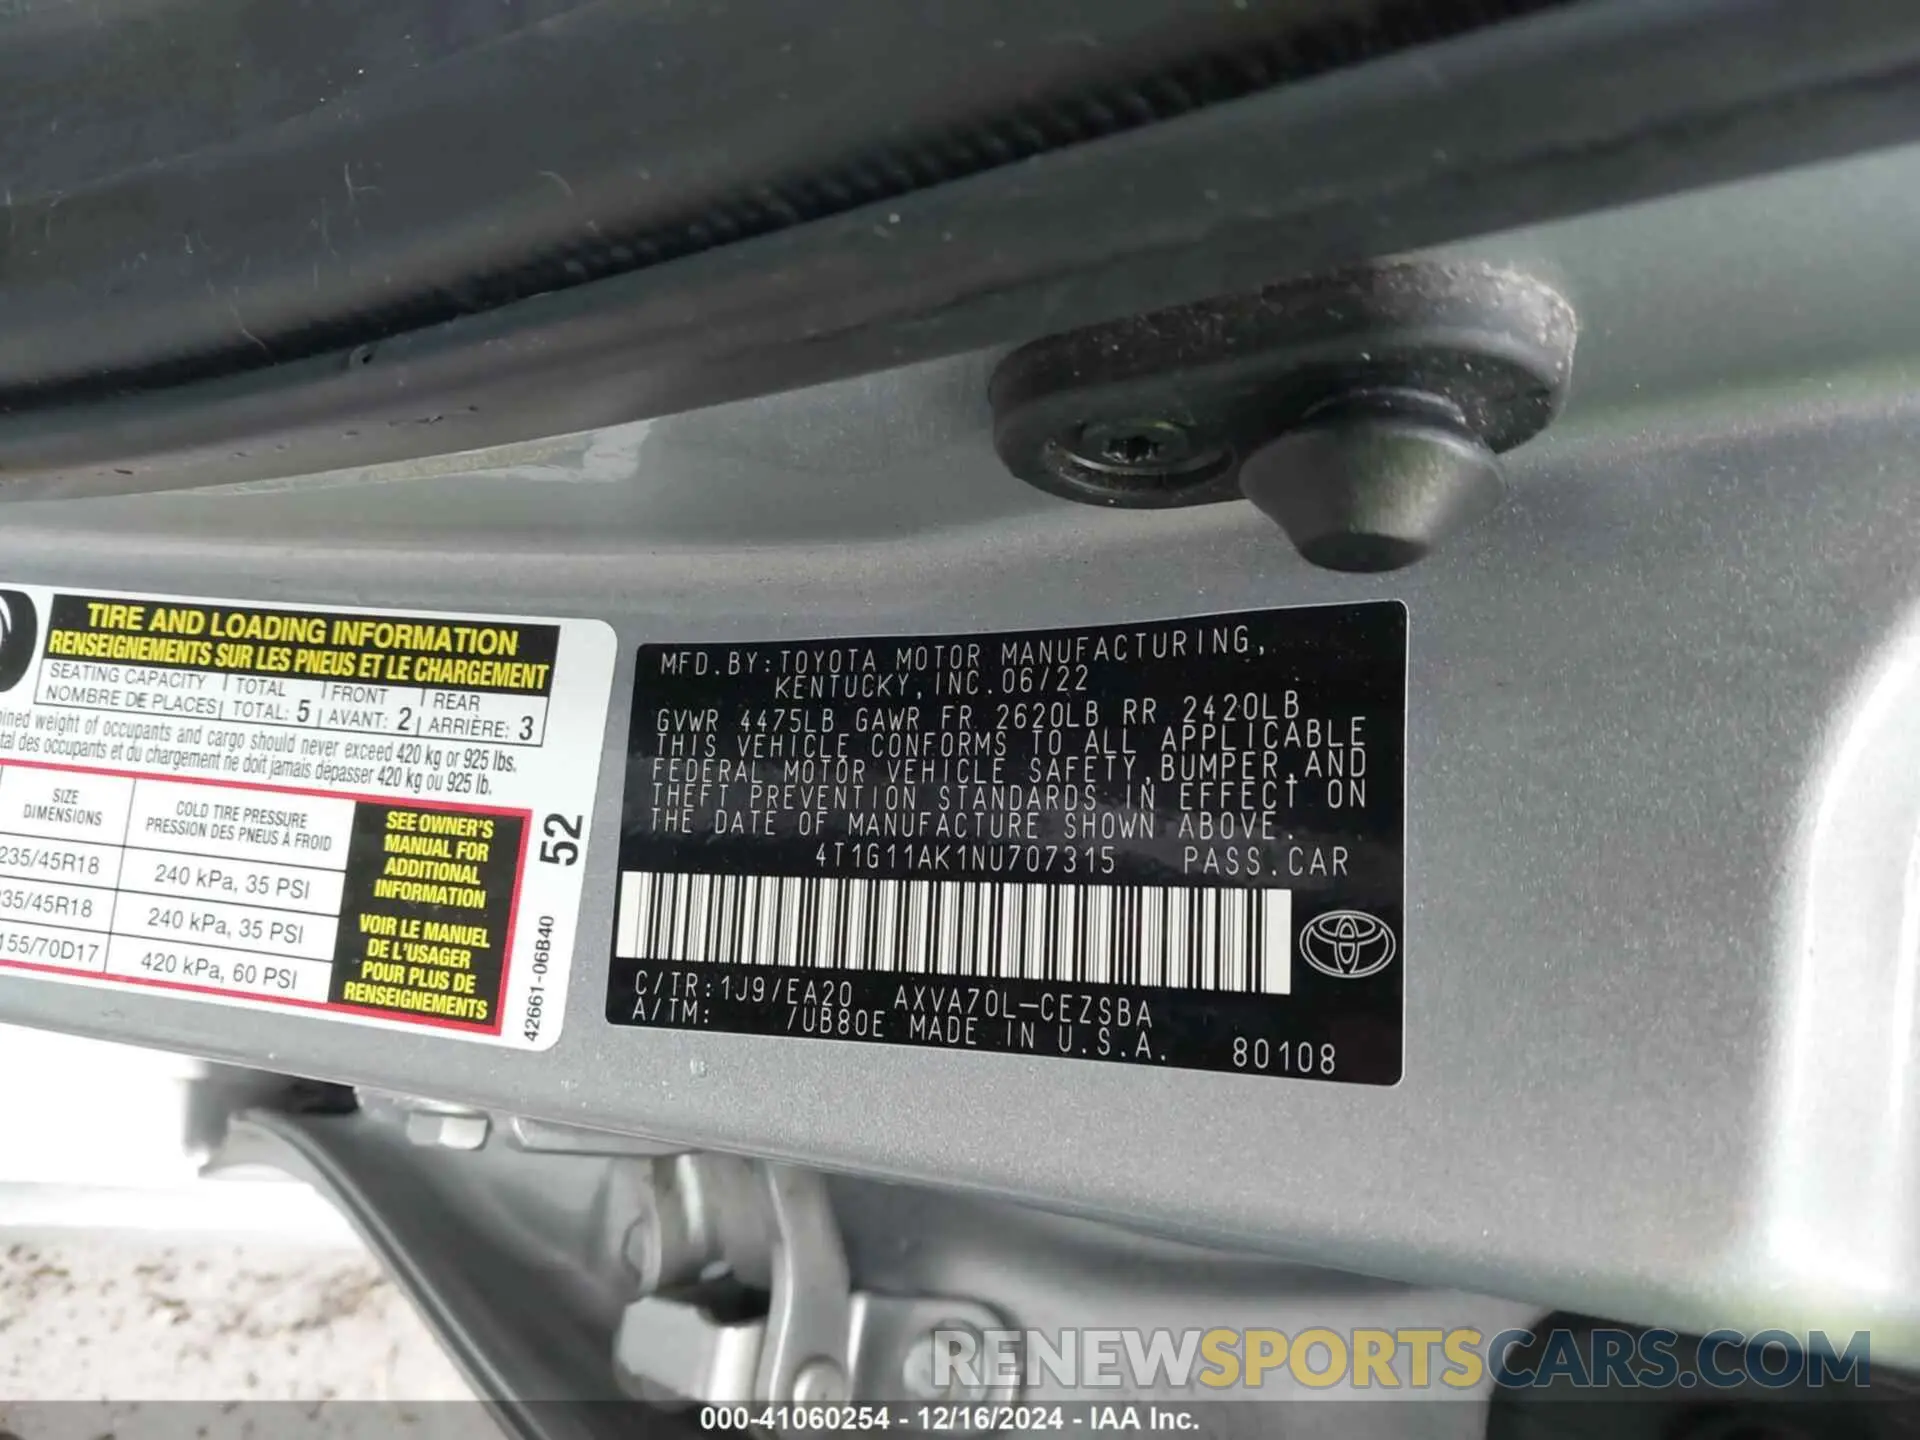 TIRE AND LOADING INFORMATION
RENSEIGNEMENTS SUR LES PNEUS ET LE CHARGEMENT
SEATING CAPACITY TOTAL FRONT REAR
NOMBRE DE PLACES TOTAL: 5 AVANT: 2 ARRIÈRE: 3
weight of occupants and cargo should never exceed 420 kg or 925 lbs.
des occupants et du chargement ne doit jamais dépasser 420 kg ou 925 lb.
SIZE
DIMENSIONS
COLD TIRE PRESSURE
PRESSION DES PNEUS À FROID
235/45R18 240 kPa, 35 PSI
35/45R18 240 kPa, 35 PSI
155/70D17 420 kPa, 60 PSI
SEE OWNER'S
MANUAL FOR
ADDITIONAL
INFORMATION
VOIR LE MANUEL
DE L'USAGER
POUR PLUS DE
RENSEIGNEMENTS
52
42661-06B40
MFD.BY:TOYOTA MOTOR MANUFACTURING,
KENTUCKY, INC.06/22
GVWR 4475LB GAWR FR 2620LB RR 2420LB
THIS VEHICLE CONFORMS TO ALL APPLICABLE
FEDERAL MOTOR VEHICLE SAFETY,BUMPER,AND
THEFT PREVENTION STANDARDS IN EFFECT ON
THE DATE OF MANUFACTURE SHOWN ABOVE.
4T1G11AK1NU707315 PASS.CAR
C/TR:1J9/EA20 AXVA70L-CEZSBA
A/TM: /UB80E MADE IN U.S.A. 80108
RENEWSPORTSCARS.COM
000-41060254 - 12/16/2024 - IAA Inc.